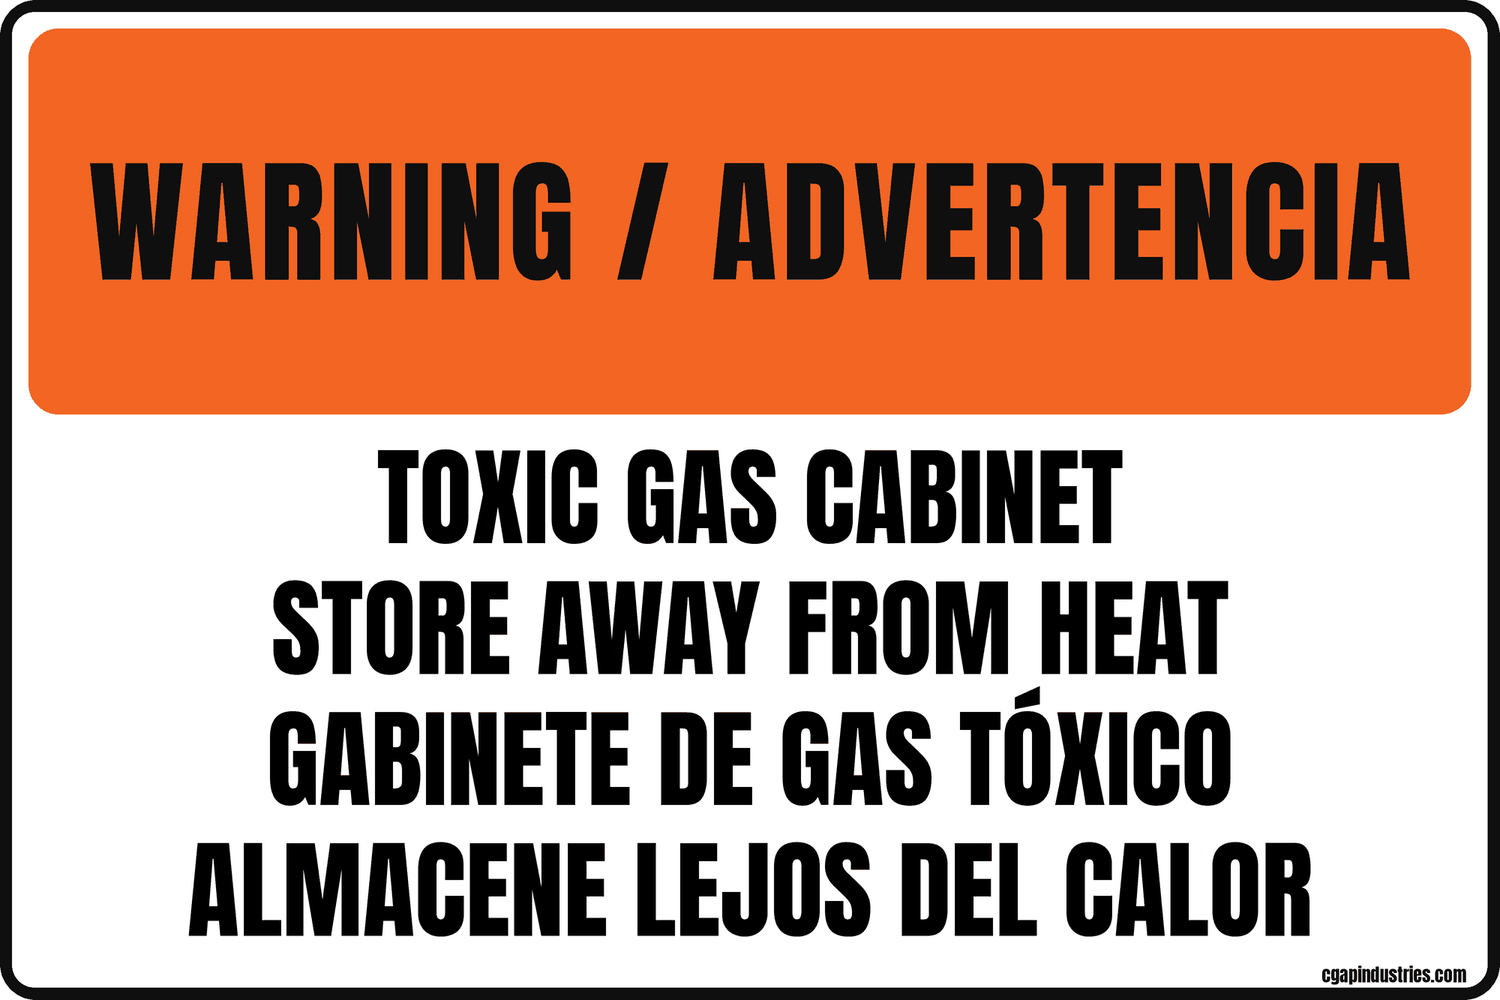 WARNING / ADVERTENCIA
TOXIC GAS CABINET
STORE AWAY FROM HEAT
GABINETE DE GAS TÓXICO
ALMACENE LEJOS DEL CALOR
cgapindustries.com